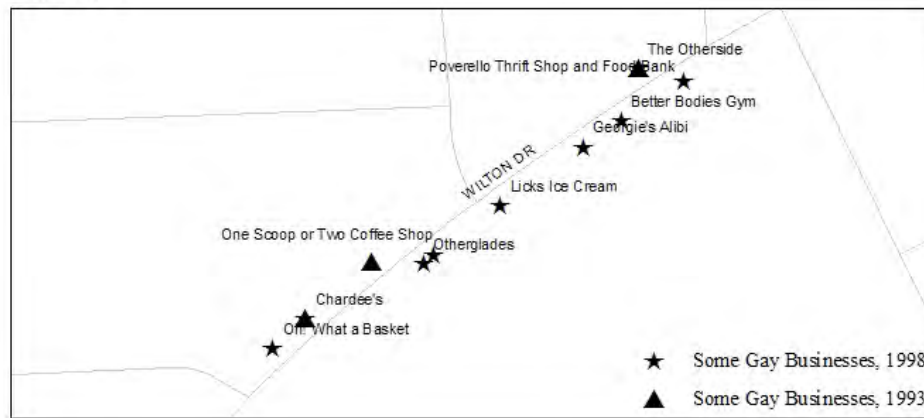 The Otherside
Poverello Thrift Shop and Food Bank
Better Bodies Gym
Georgie's Alibi
WILTON DR
Licks Ice Cream
One Scoop or Two Coffee Shop
Otherglades
Chardee's
Oh! What a Basket
Some Gay Businesses, 1998
Some Gay Businesses, 1993